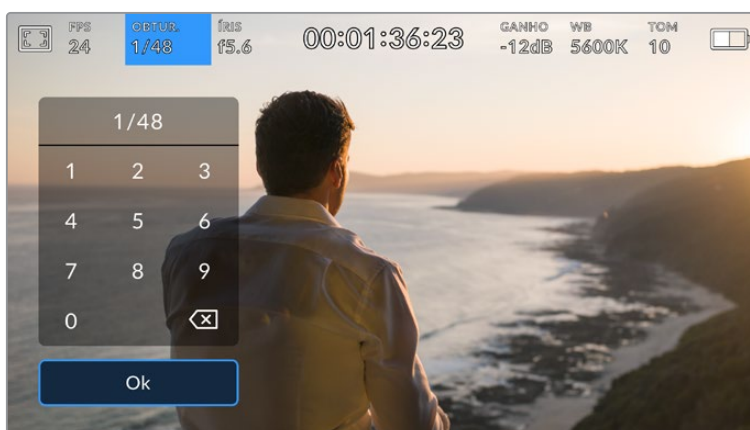 FPS OBTUR. ÍRIS GANHO WB TOM
24 1/48 f5.6 00:01:36:23 -12dB 5600K 10
1/48
1 2 3
4 5 6
7 8 9
0
Ok